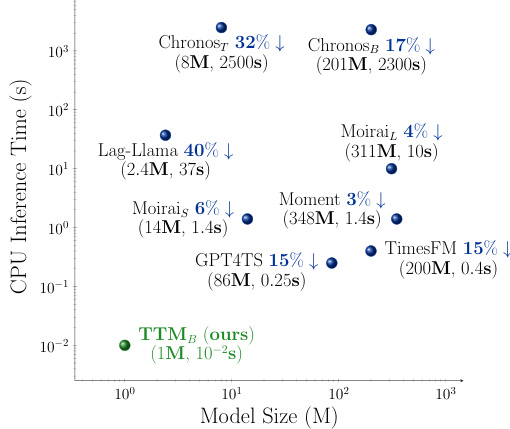 Chronos_T 32% ↓
(8M, 2500s)
Chronos_B 17% ↓
(201M, 2300s)
Lag-Llama 40% ↓
(2.4M, 37s)
Moirai_L 4% ↓
(311M, 10s)
Moirai_S 6% ↓
(14M, 1.4s)
Moment 3% ↓
(348M, 1.4s)
GPT4TS 15% ↓
(86M, 0.25s)
TimesFM 15% ↓
(200M, 0.4s)
TTM_B (ours)
(1M, 10^−2s)
CPU Inference Time (s)
10^3
10^2
10^1
10^0
10^−1
10^−2
10^0 10^1 10^2 10^3
Model Size (M)